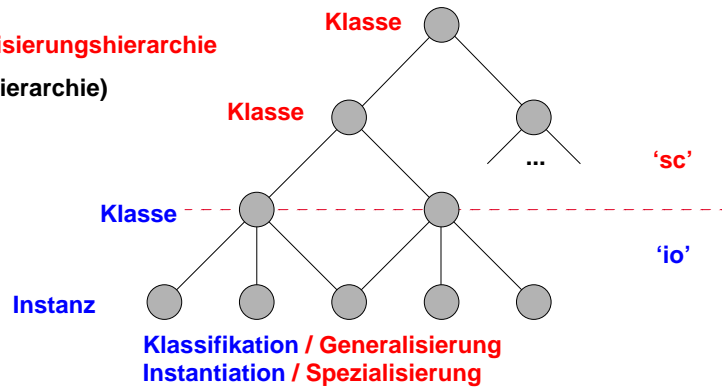 Klasse
isierungshierarchie
ierarchie)
Klasse
...
'sc'
Klasse
'io'
Instanz
Klassifikation / Generalisierung
Instantiation / Spezialisierung